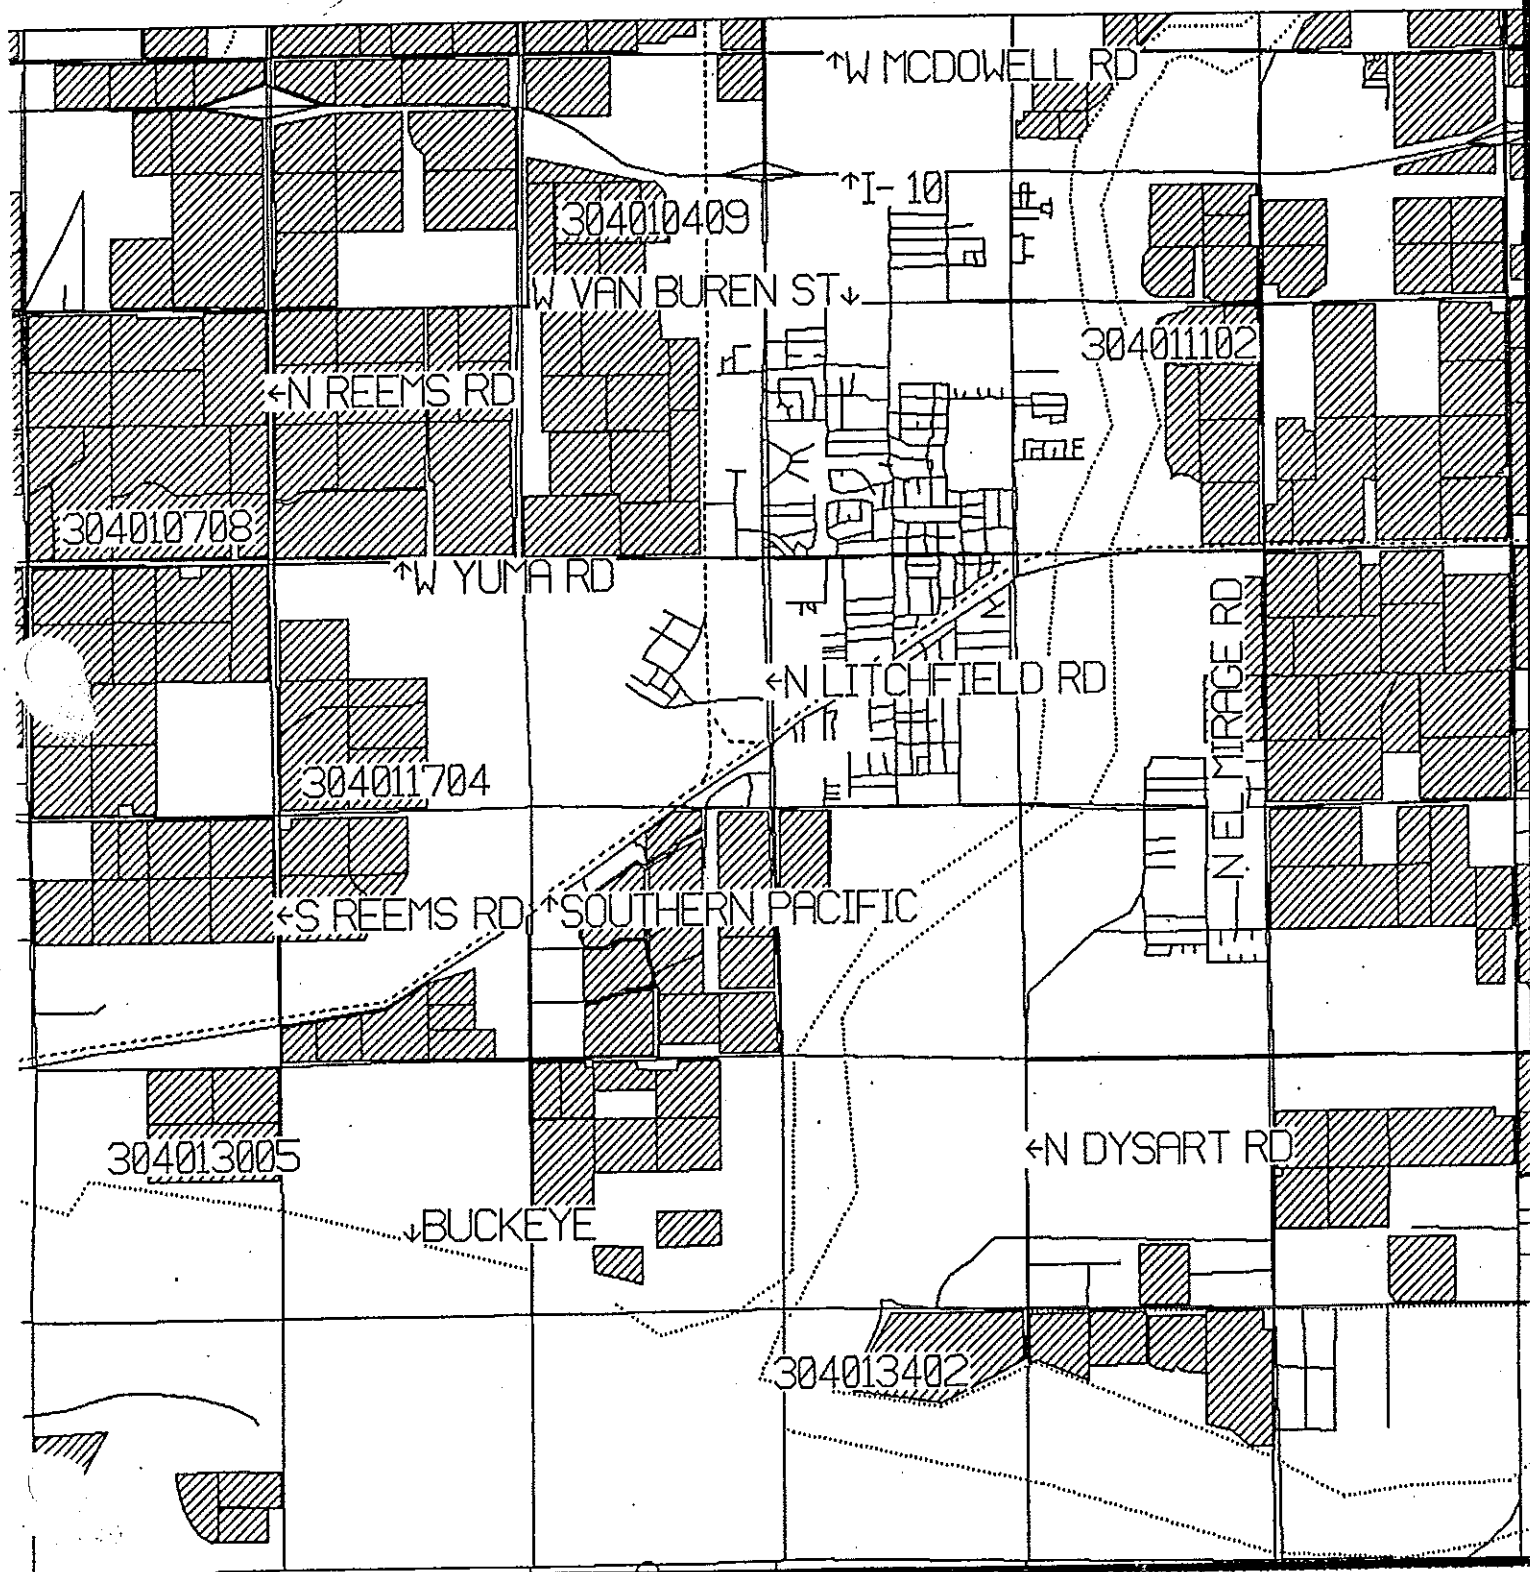 ↑W MCDOWELL RD
↑I-10
304010409
W VAN BUREN ST↓
304011102
←N REEMS RD
304010708
↑W YUMA RD
N EL MIRAGE RD
←N LITCHFIELD RD
304011704
←S REEMS RD
↑SOUTHERN PACIFIC
304013005
←N DYSART RD
↓BUCKEYE
304013402